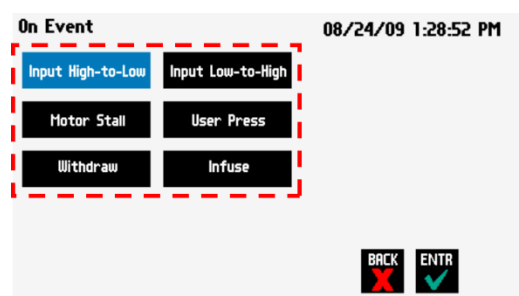 On Event 08/24/09 1:28:52 PM
Input High-to-Low Input Low-to-High
Motor Stall User Press
Withdraw Infuse
BACK ENTR